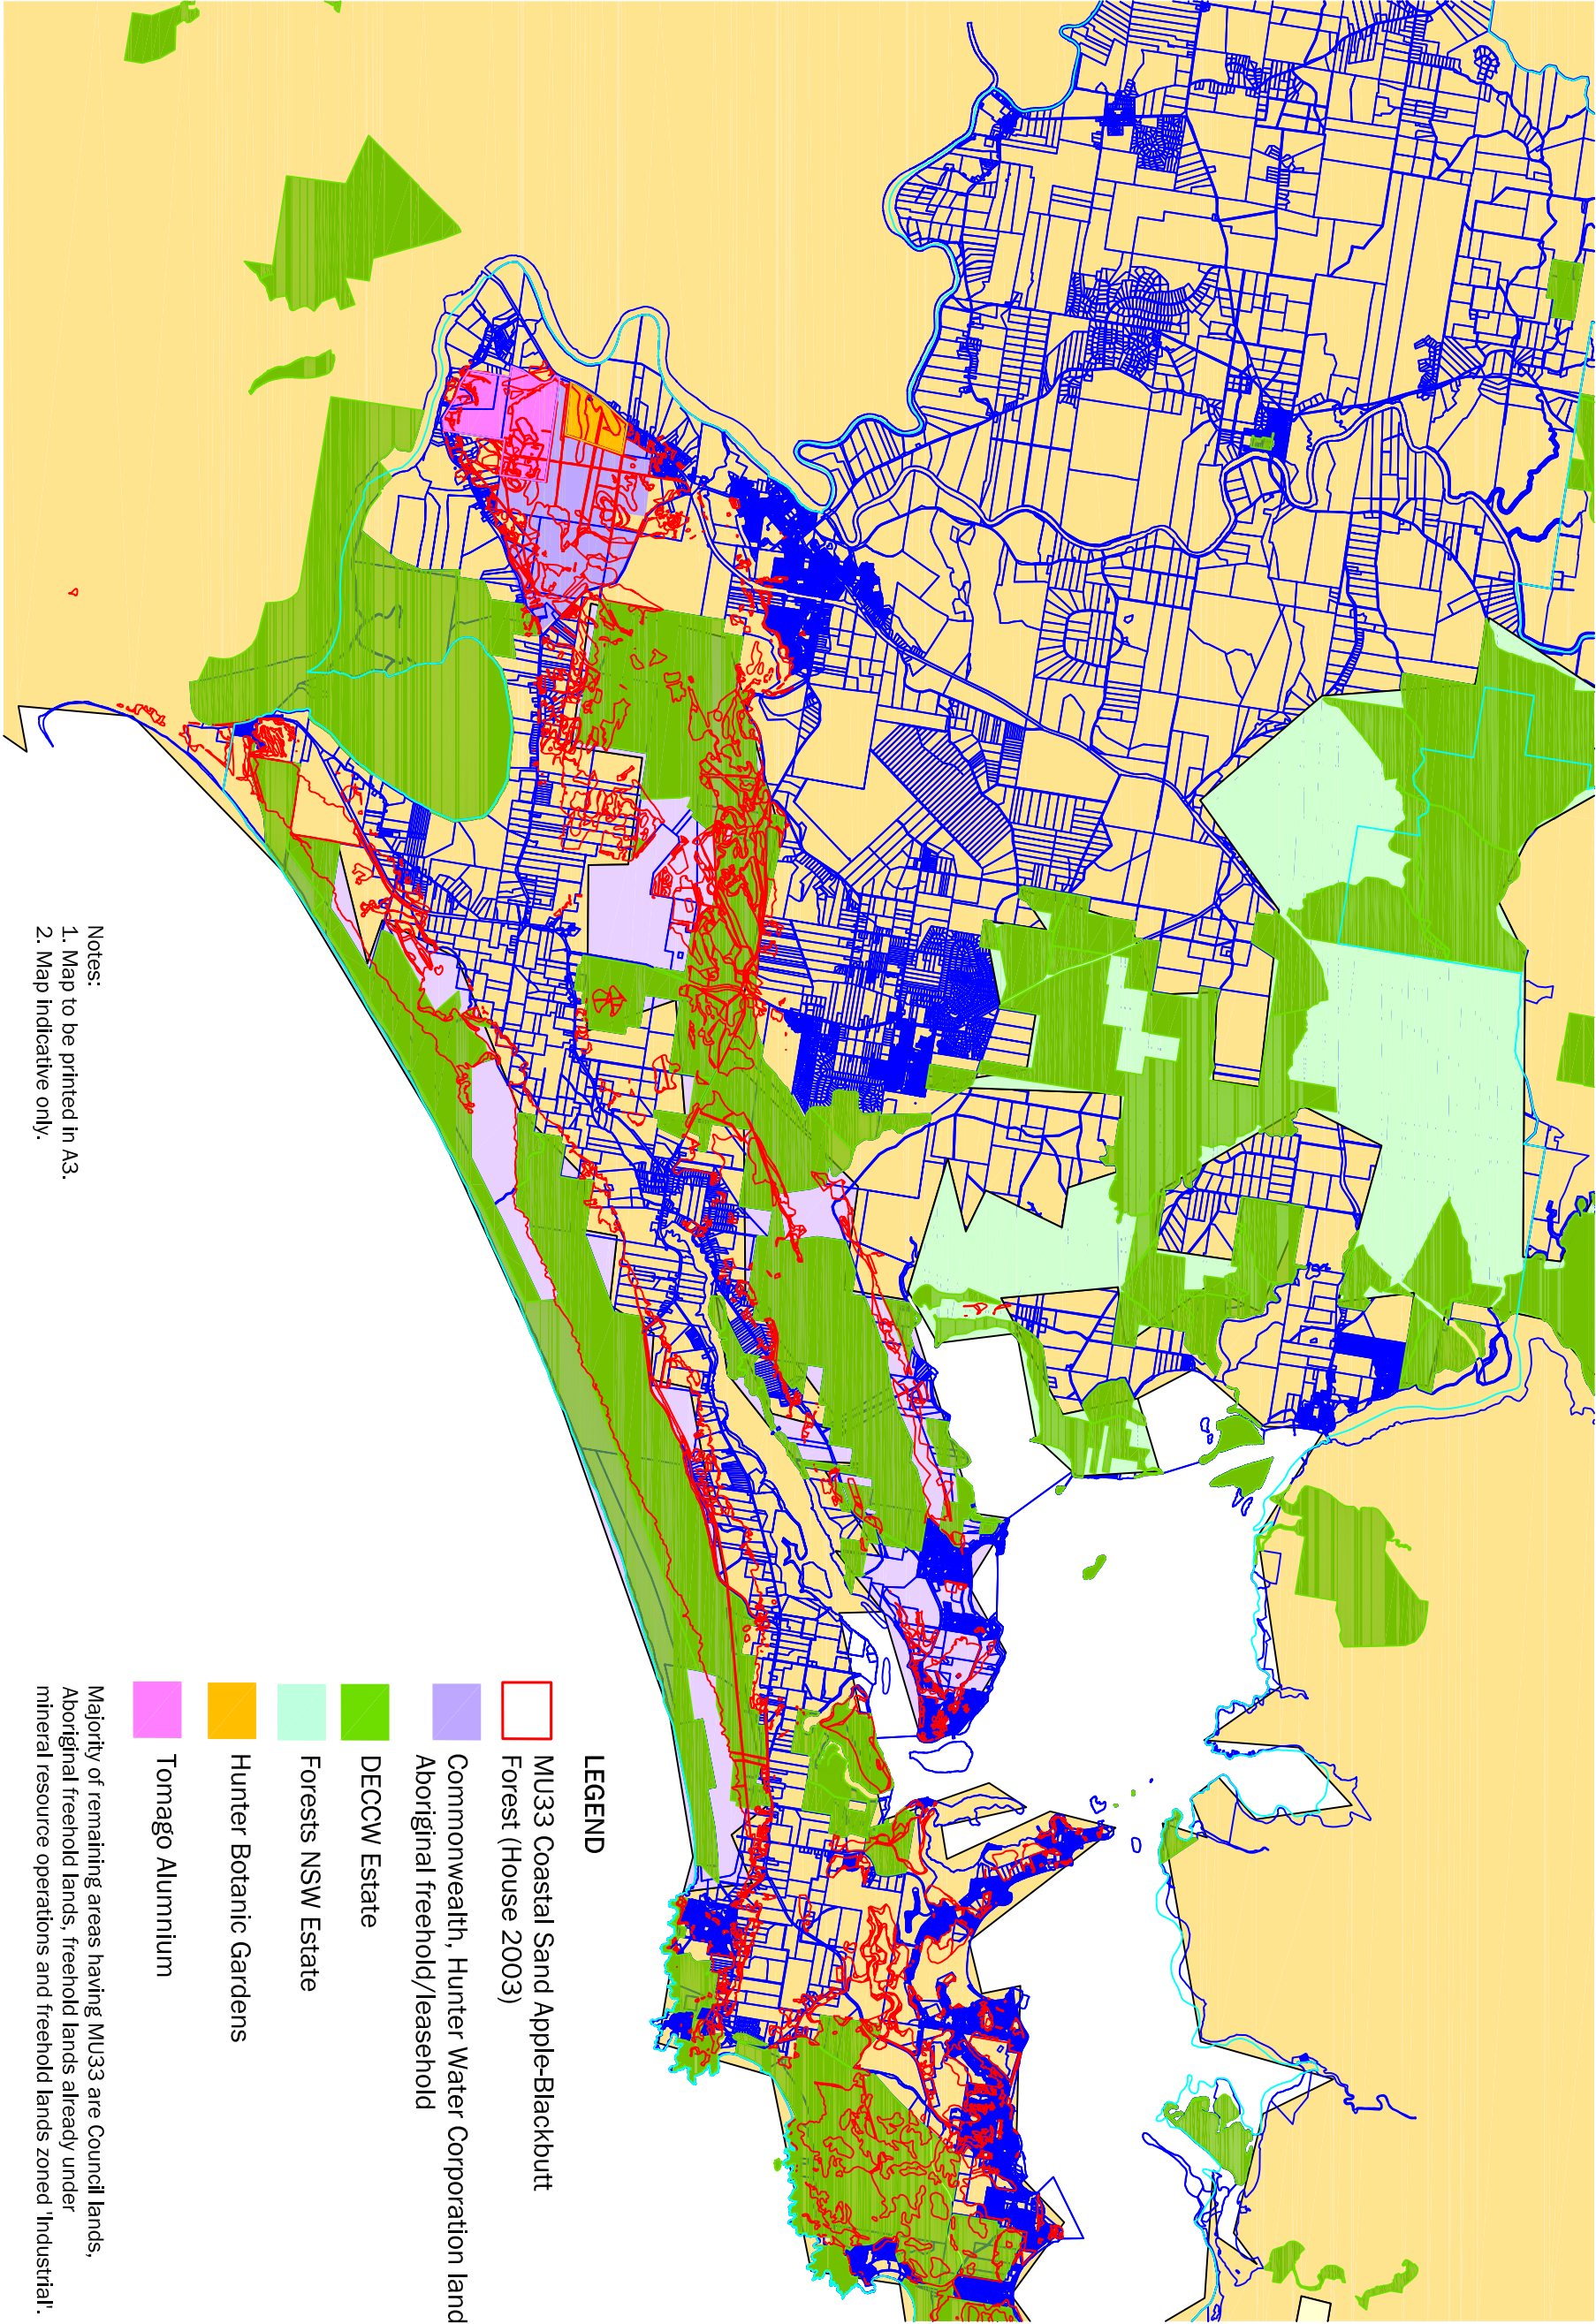 Notes:
1. Map to be printed in A3.
2. Map indicative only.
LEGEND
MU33 Coastal Sand Apple-Blackbutt
Forest (House 2003)
Commonwealth, Hunter Water Corporation land
Aboriginal freehold/leasehold
DECCW Estate
Forests NSW Estate
Hunter Botanic Gardens
Tomago Alumnium
Majority of remaining areas having MU33 are Council lands,
Aboriginal freehold lands, freehold lands already under
mineral resource operations and freehold lands zoned 'Industrial'.